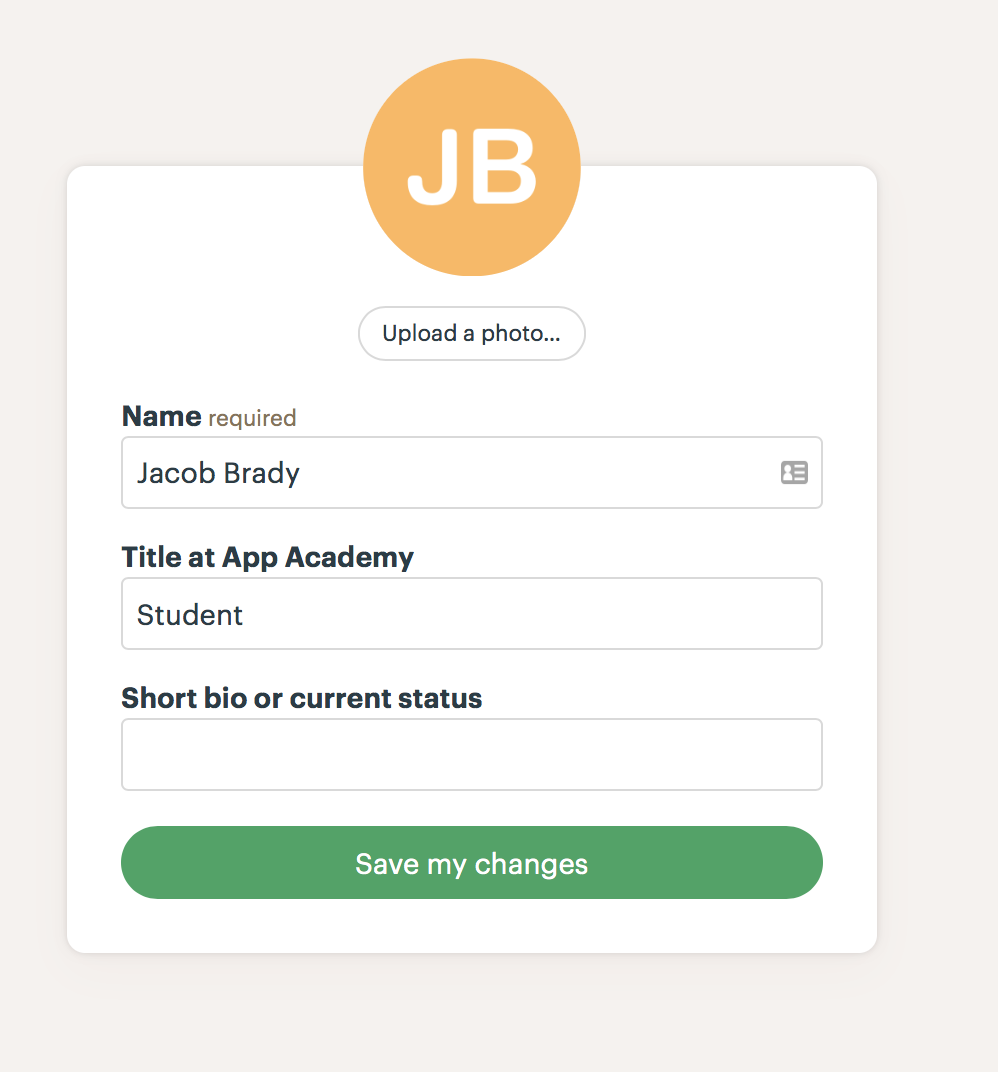 JB
Upload a photo...
Name required
Jacob Brady
Title at App Academy
Student
Short bio or current status
Save my changes